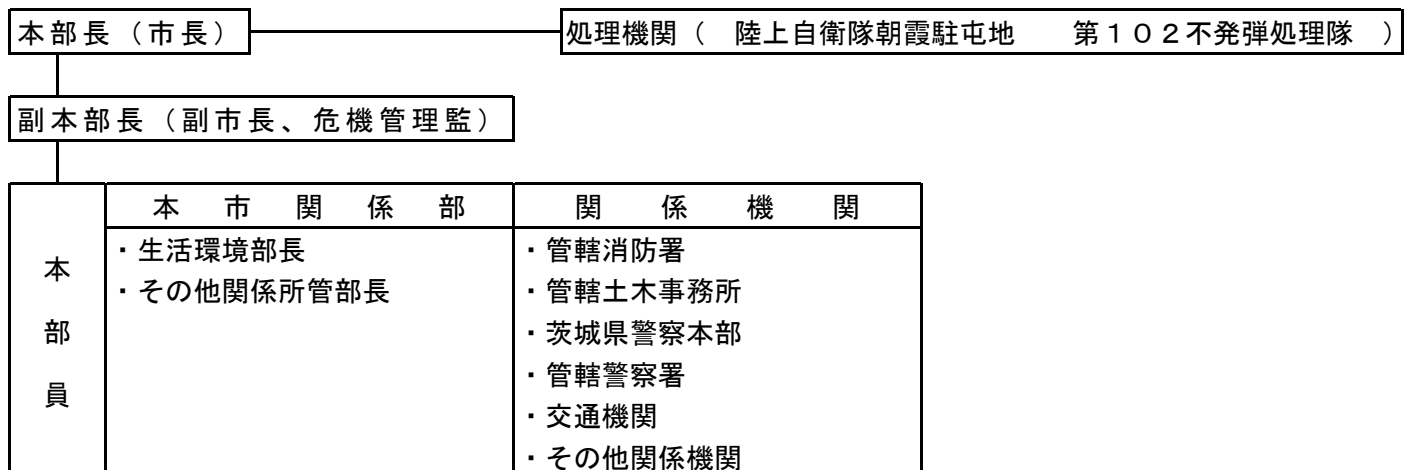 本部長（市長）
処理機関（　陸上自衛隊朝霞駐屯地　　第１０２不発弾処理隊　）
副本部長（副市長、危機管理監）
本部員
本市関係部
・生活環境部長
・その他関係所管部長
関係機関
・管轄消防署
・管轄土木事務所
・茨城県警察本部
・管轄警察署
・交通機関
・その他関係機関